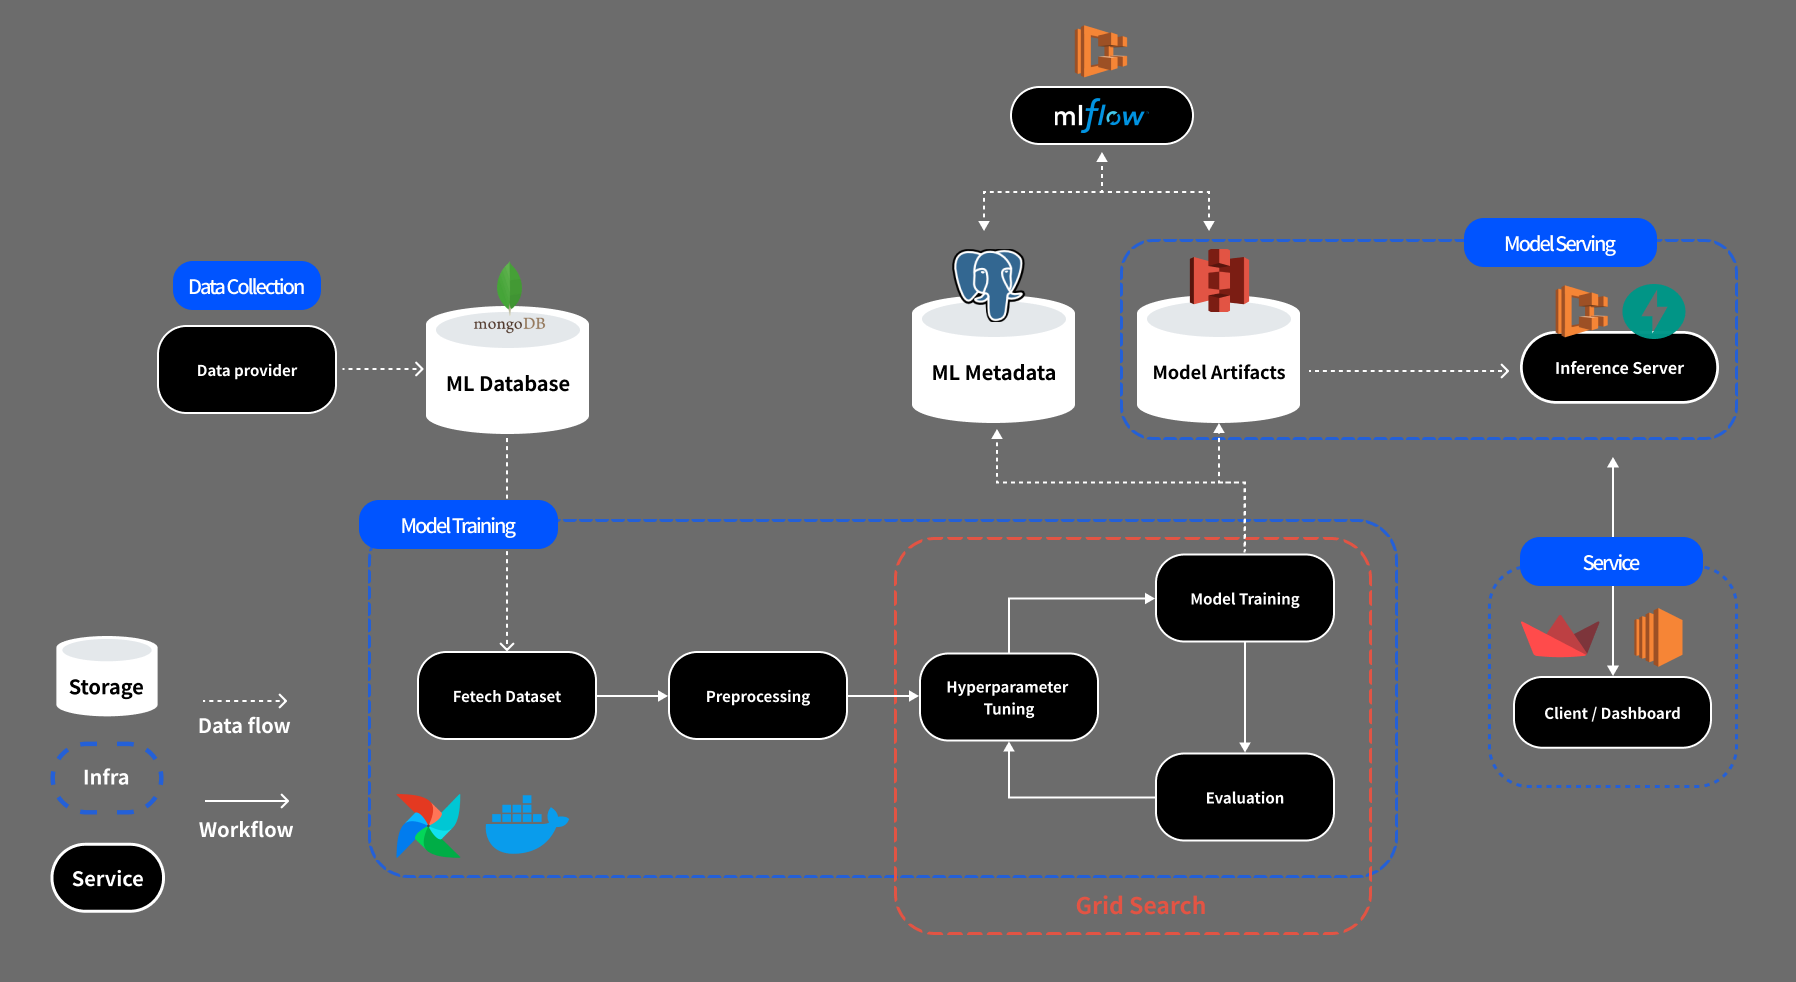 mlflow
Model Serving
Data Collection
mongoDB
Data provider
ML Database
ML Metadata
Model Artifacts
Inference Server
Model Training
Service
Model Training
Storage
Fetech Dataset
Preprocessing
Hyperparameter
Tuning
Data flow
Client / Dashboard
Infra
Evaluation
Workflow
Service
Grid Search